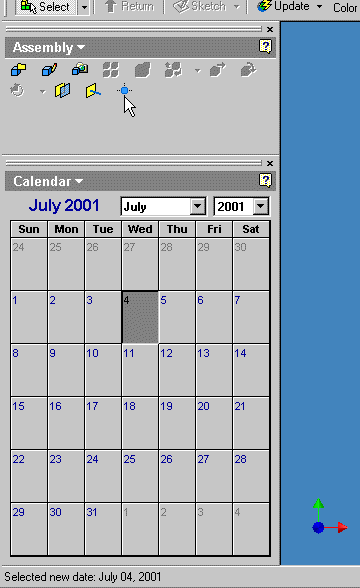 Select Return Sketch Update Color
Assembly
Calendar
July 2001 July 2001
Sun Mon Tue Wed Thu Fri Sat
24 25 26 27 28 29 30
1 2 3 4 5 6 7
8 9 10 11 12 13 14
15 16 17 18 19 20 21
22 23 24 25 26 27 28
29 30 31 1 2 3 4
Selected new date: July 04, 2001